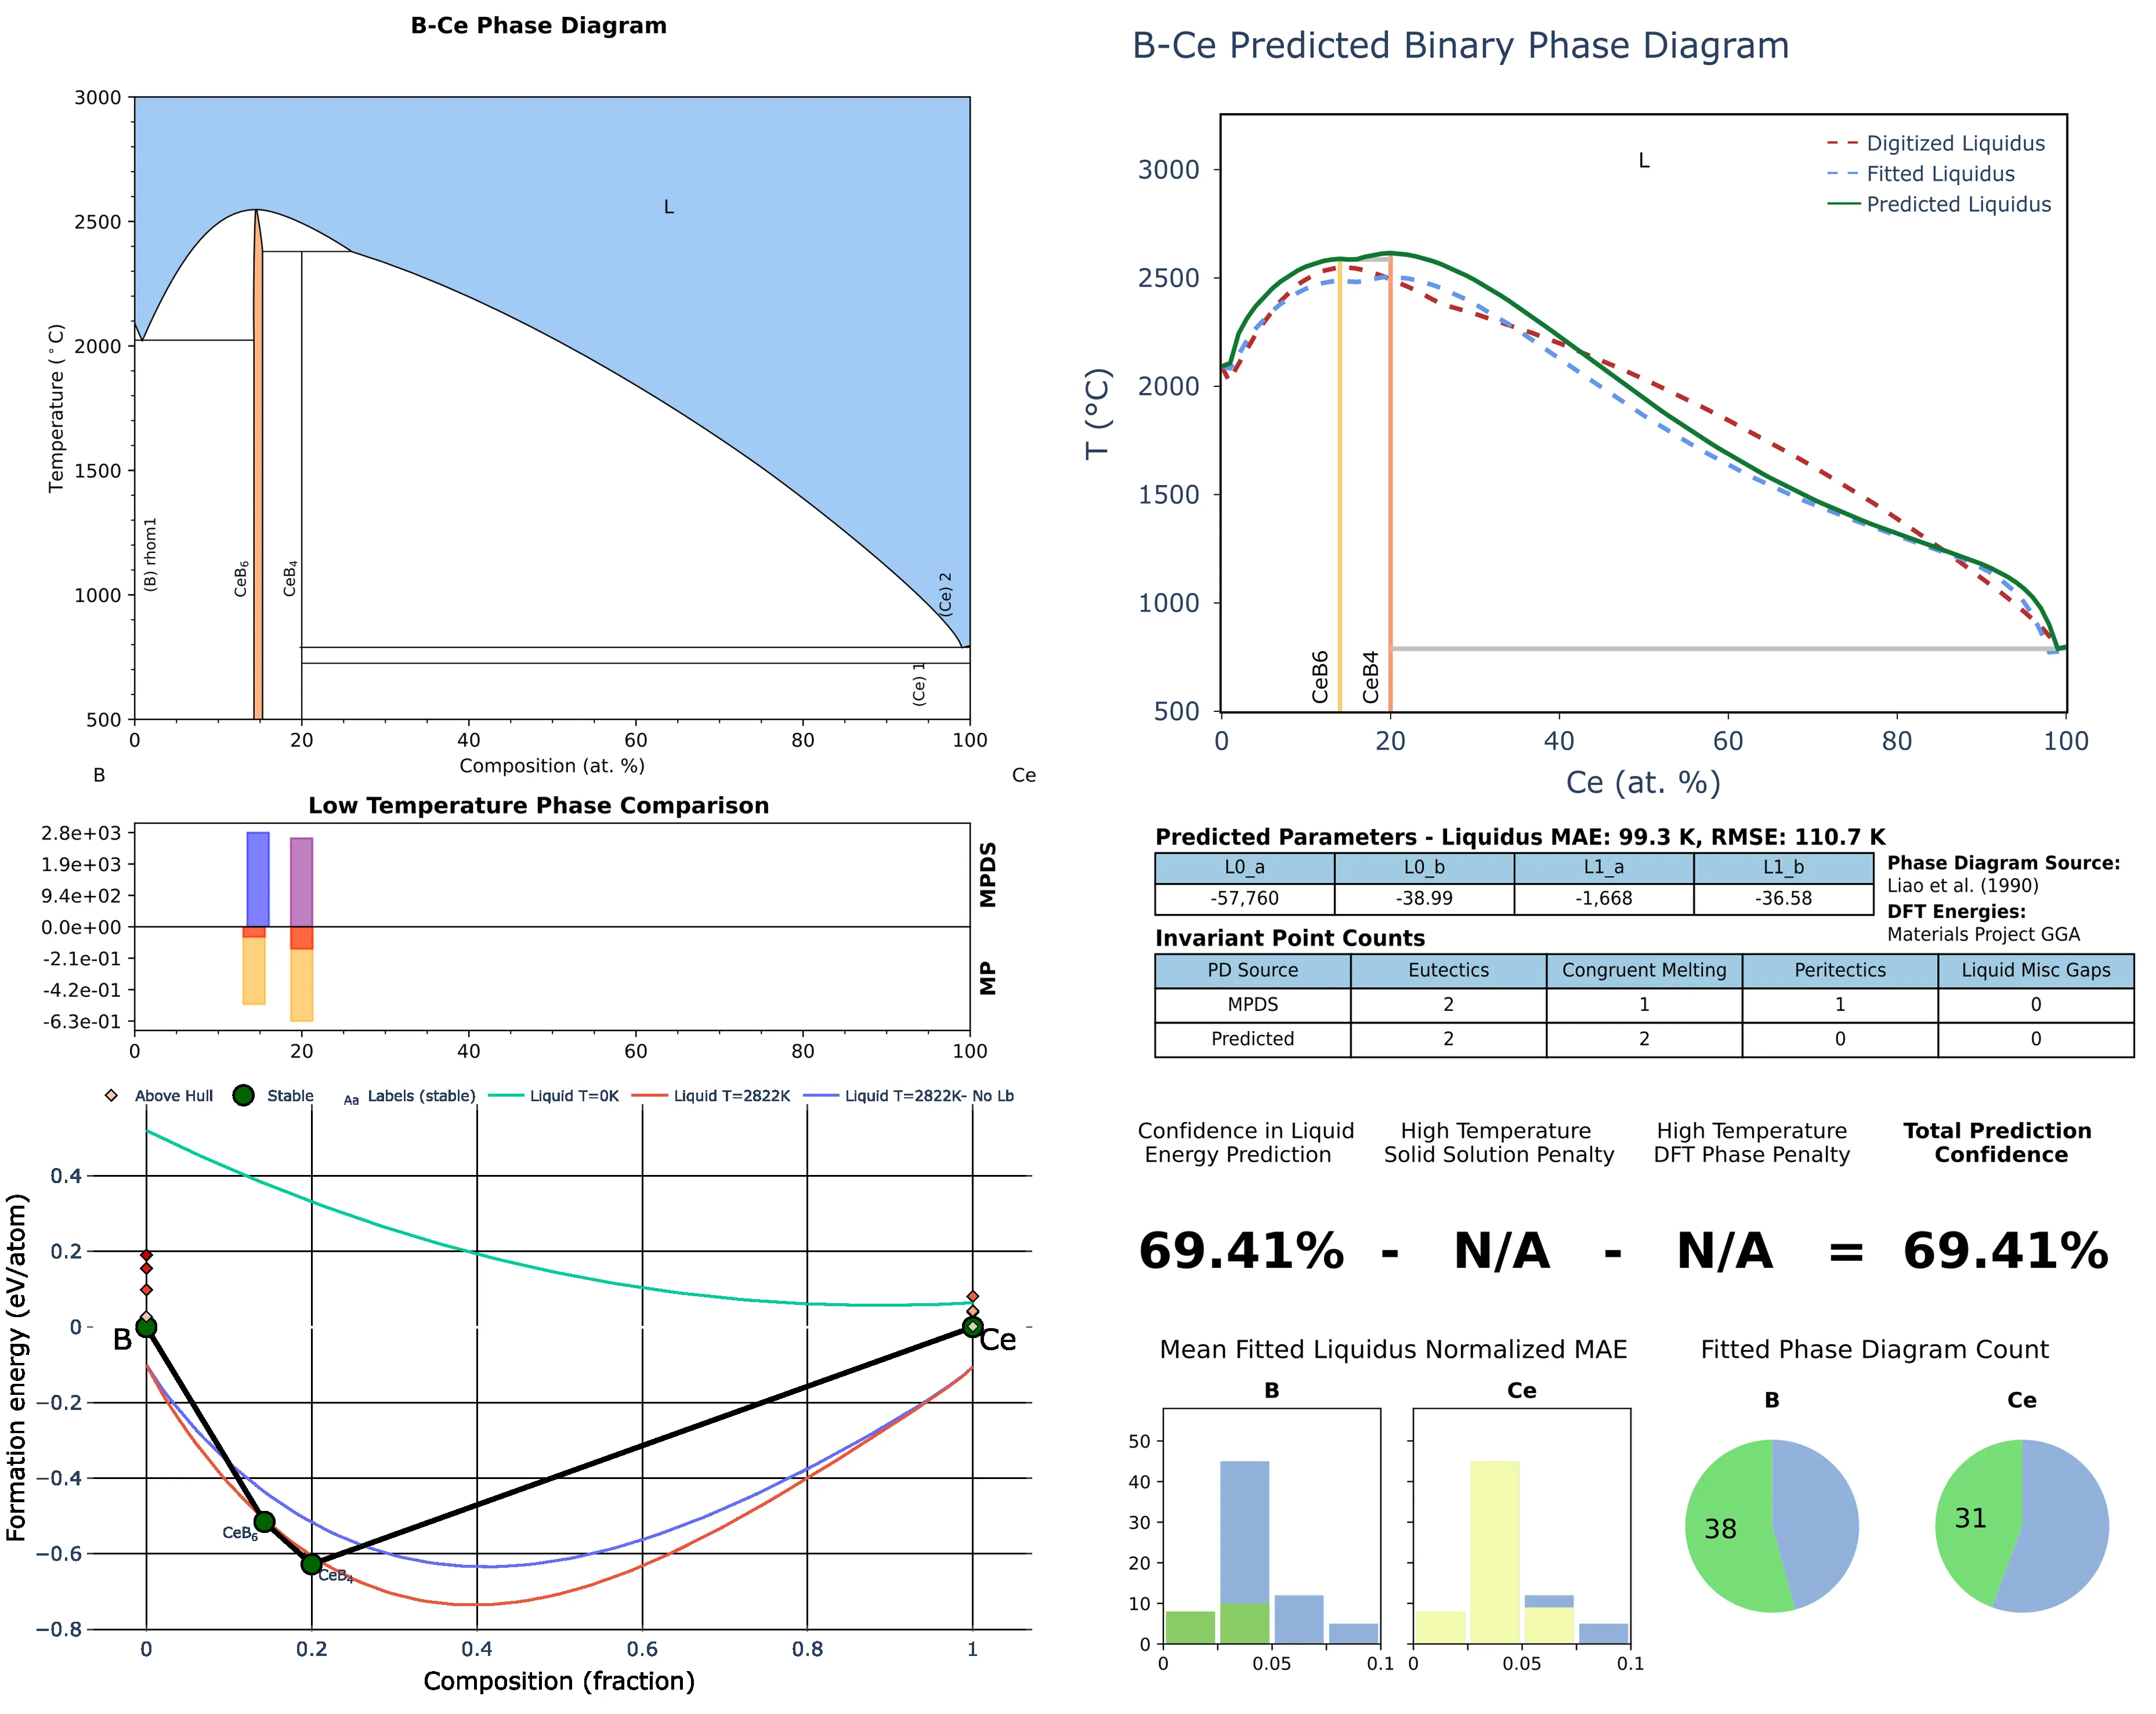 B-Ce Phase Diagram
3000
2500
2000
1500
1000
500
Temperature (°C)
L
(B) rhom1
CeB6
CeB4
(Ce) 2
(Ce) 1
0 20 40 60 80 100
Composition (at. %)
B Ce
Low Temperature Phase Comparison
2.8e+03
1.9e+03
9.4e+02
0.0e+00
-2.1e-01
-4.2e-01
-6.3e-01
MPDS
MP
0 20 40 60 80 100
Above Hull Stable Aa Labels (stable) Liquid T=0K Liquid T=2822K Liquid T=2822K- No Lb
0.4
0.2
0
−0.2
−0.4
−0.6
−0.8
Formation energy (eV/atom)
B
Ce
CeB6
CeB4
0 0.2 0.4 0.6 0.8 1
Composition (fraction)
B-Ce Predicted Binary Phase Diagram
3000
2500
2000
1500
1000
500
T (°C)
L
Digitized Liquidus
Fitted Liquidus
Predicted Liquidus
CeB6
CeB4
0 20 40 60 80 100
Ce (at. %)
Predicted Parameters - Liquidus MAE: 99.3 K, RMSE: 110.7 K
L0_a L0_b L1_a L1_b
-57,760 -38.99 -1,668 -36.58
Phase Diagram Source:
Liao et al. (1990)
DFT Energies:
Materials Project GGA
Invariant Point Counts
PD Source Eutectics Congruent Melting Peritectics Liquid Misc Gaps
MPDS 2 1 1 0
Predicted 2 2 0 0
Confidence in Liquid
Energy Prediction
High Temperature
Solid Solution Penalty
High Temperature
DFT Phase Penalty
Total Prediction
Confidence
69.41% - N/A - N/A = 69.41%
Mean Fitted Liquidus Normalized MAE
B
Ce
50
40
30
20
10
0
0 0.05 0.1
0 0.05 0.1
Fitted Phase Diagram Count
B
Ce
38
31